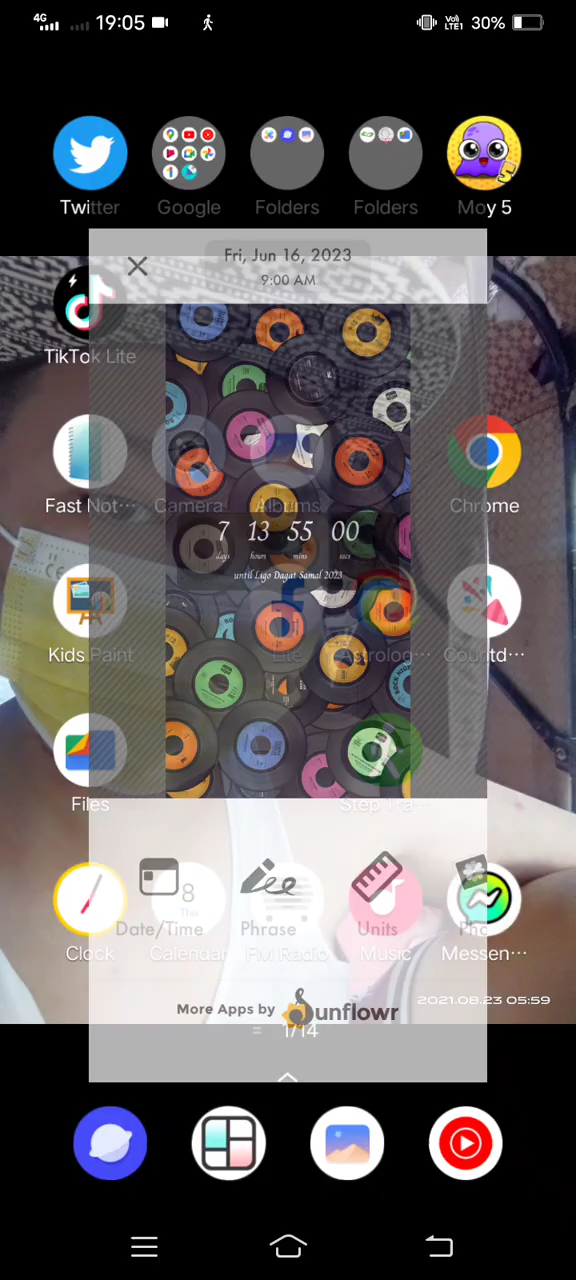 4G 19:05 Vo) LTE1 30%
Twitter Google Folders Folders Moy 5
Fri, Jun 16, 2023
9:00 AM
TikTok Lite
Fast Not··· Camera Albums Chrome
7 13 55 00
days hours mins secs
until Ligo Dagat Samal 2023
Kids Paint Lite Astrolog··· Countd···
Files Step Tra···
8
Thu
Date/Time Phrase Units Pho
Clock Calendar FM Radio Music Messen···
2021.08.23 05:59
More Apps by Sunflowr
= 1/14